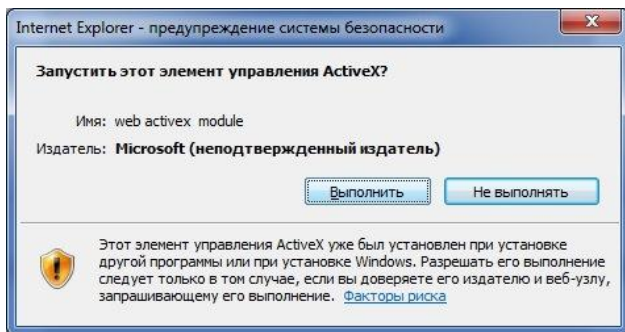 Internet Explorer - предупреждение системы безопасности
Запустить этот элемент управления ActiveX?
Имя: web activex module
Издатель: Microsoft (неподтвержденный издатель)
Выполнить Не выполнять
Этот элемент управления ActiveX уже был установлен при установке
другой программы или при установке Windows. Разрешать его выполнение
следует только в том случае, если вы доверяете его издателю и веб-узлу,
запрашивающему его выполнение. Факторы риска